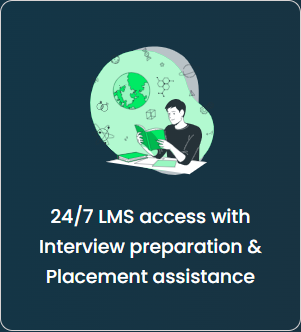 24/7 LMS access with
Interview preparation &
Placement assistance